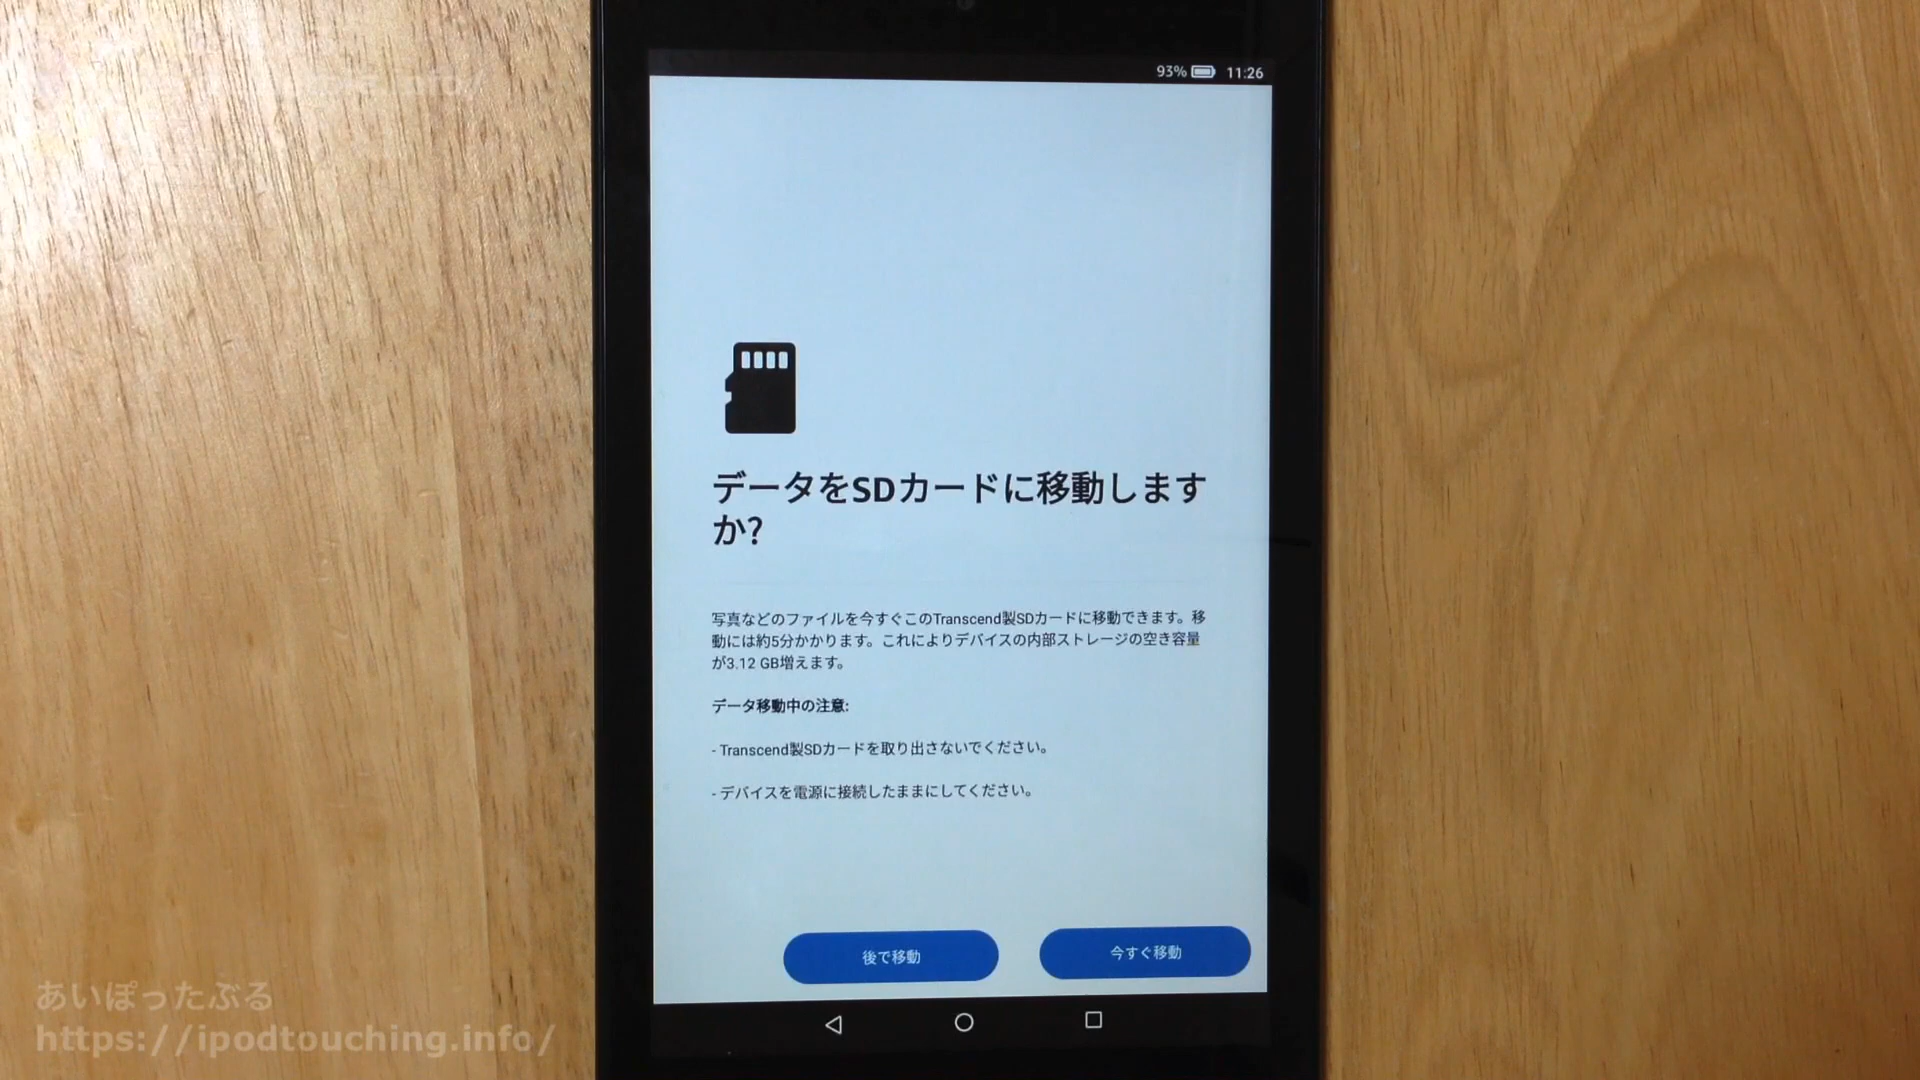 93% 11:26
データをSDカードに移動します
か?
写真などのファイルを今すぐこのTranscend製SDカードに移動できます。移
動には約5分かかります。これによりデバイスの内部ストレージの空き容量
が3.12 GB増えます。
データ移動中の注意:
- Transcend製SDカードを取り出さないでください。
- デバイスを電源に接続したままにしてください。
後で移動
今すぐ移動
あいぽったぶる
https://ipodtouching.info/